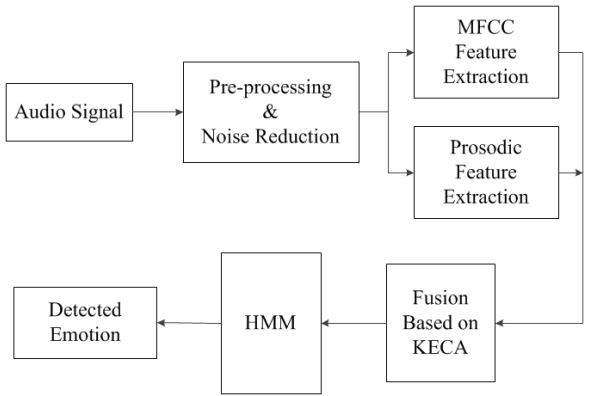 Audio Signal
Pre-processing
&
Noise Reduction
MFCC
Feature
Extraction
Prosodic
Feature
Extraction
Fusion
Based on
KECA
HMM
Detected
Emotion